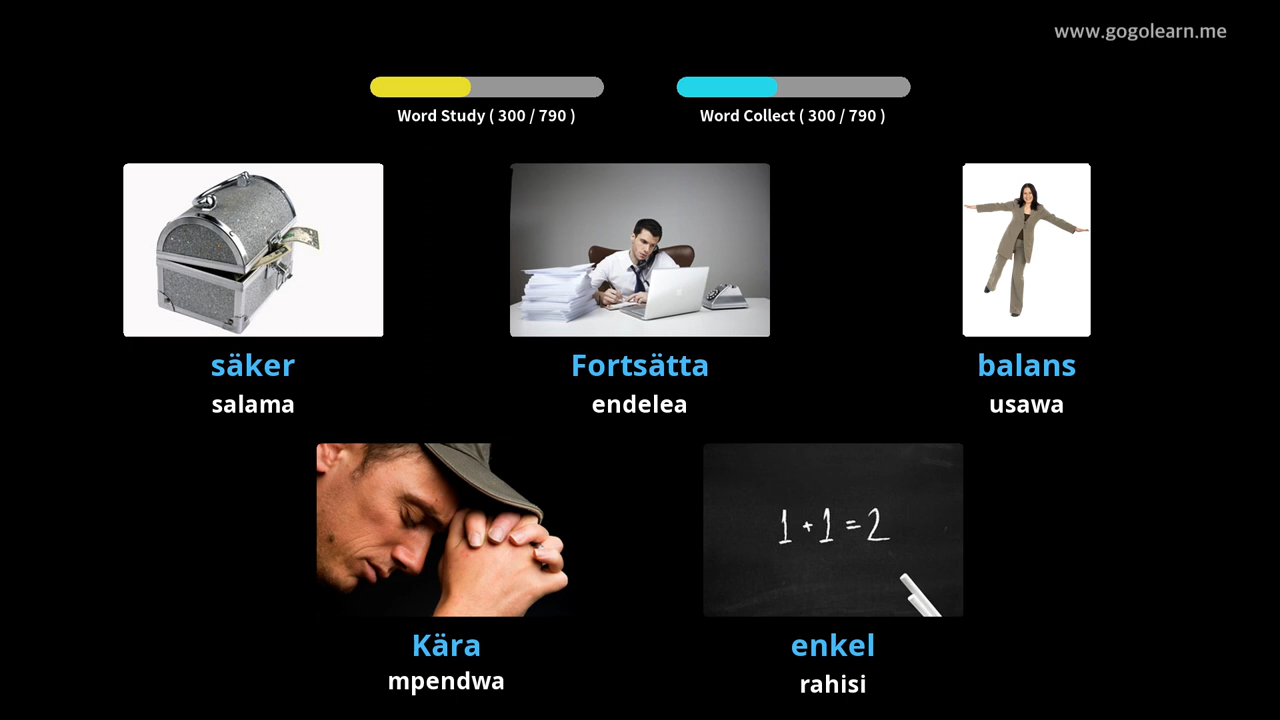 www.gogolearn.me
Word Study ( 300 / 790 )
Word Collect ( 300 / 790 )
säker
salama
Fortsätta
endelea
balans
usawa
1 + 1 = 2
Kära
mpendwa
enkel
rahisi